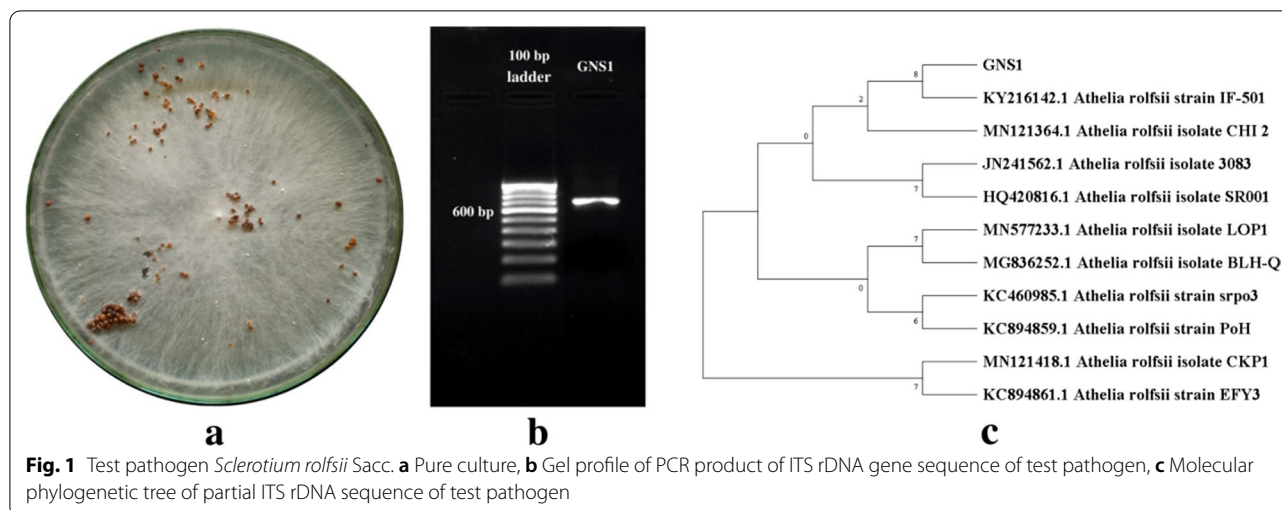 100 bp
ladder
GNS1
600 bp
GNS1
8
KY216142.1 Athelia rolfsii strain IF-501
2
MN121364.1 Athelia rolfsii isolate CHI 2
0
JN241562.1 Athelia rolfsii isolate 3083
7
HQ420816.1 Athelia rolfsii isolate SR001
MN577233.1 Athelia rolfsii isolate LOP1
7
MG836252.1 Athelia rolfsii isolate BLH-Q
0
KC460985.1 Athelia rolfsii strain srpo3
6
KC894859.1 Athelia rolfsii strain PoH
MN121418.1 Athelia rolfsii isolate CKP1
7
KC894861.1 Athelia rolfsii strain EFY3
a b c
Fig. 1 Test pathogen Sclerotium rolfsii Sacc. a Pure culture, b Gel profile of PCR product of ITS rDNA gene sequence of test pathogen, c Molecular
phylogenetic tree of partial ITS rDNA sequence of test pathogen